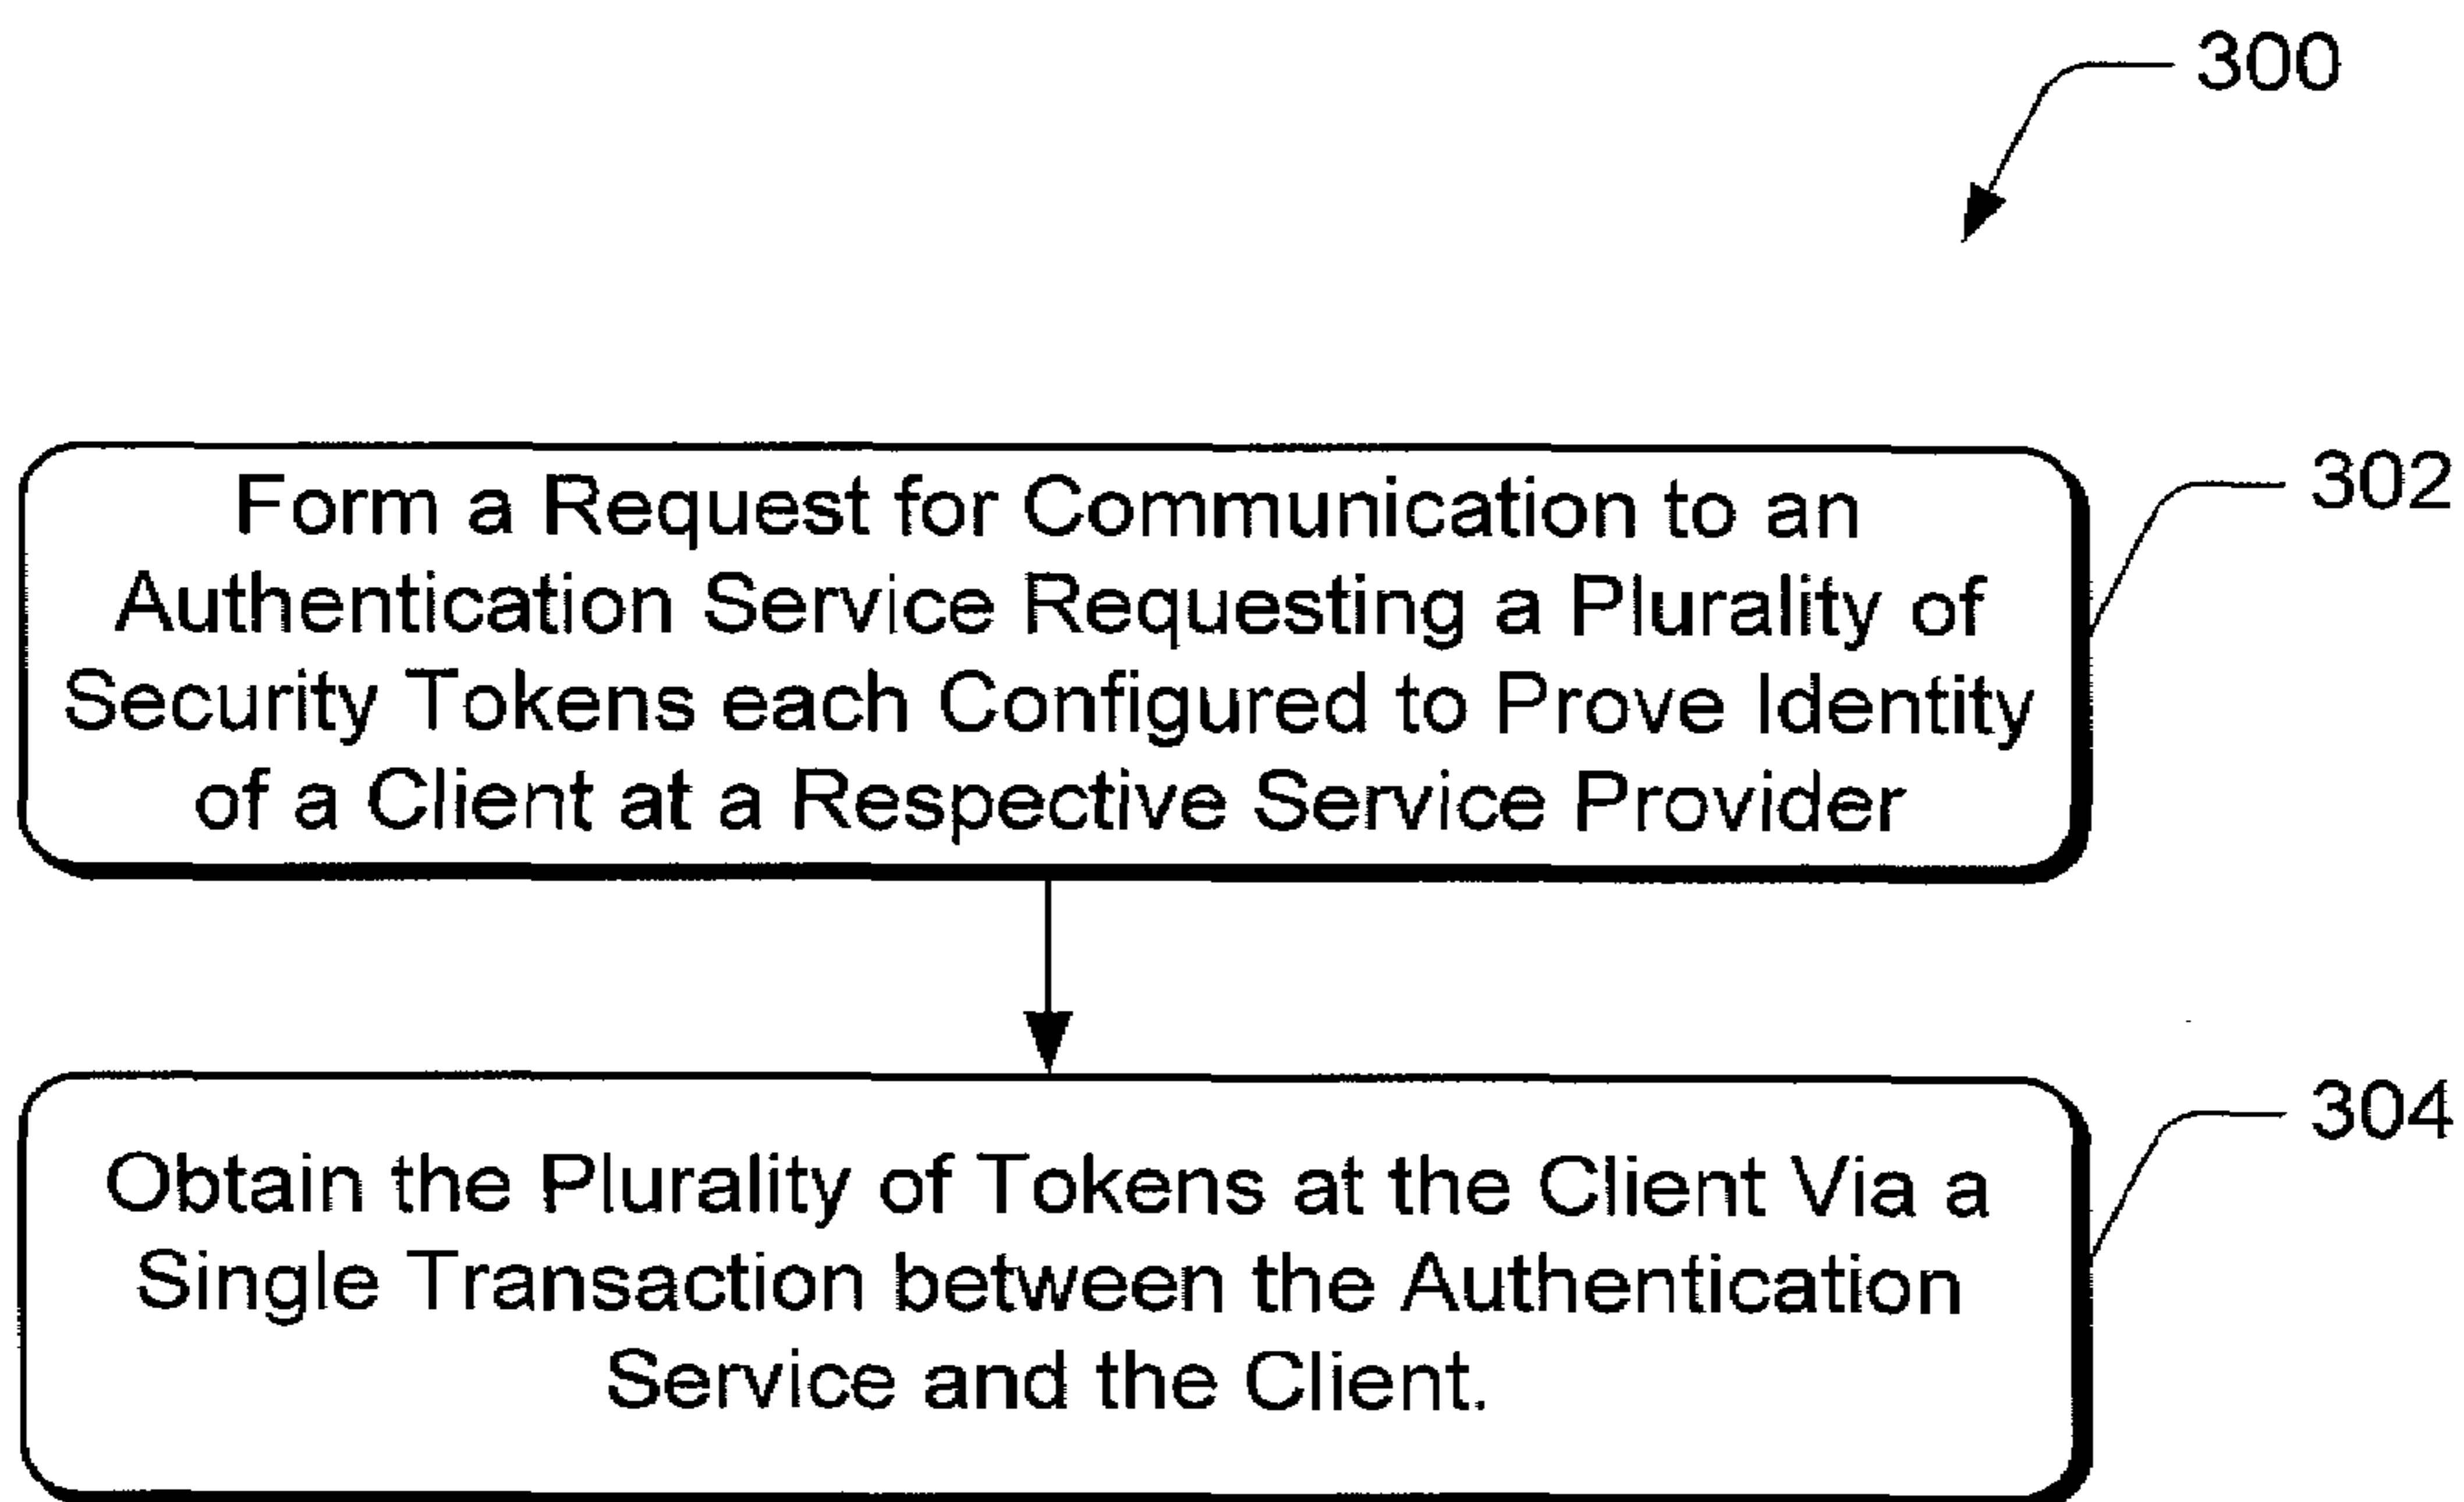 300
Form a Request for Communication to an
302
Authentication Service Requesting a Plurality of
Security Tokens each Configured to Prove Identity
of a Client at a Respective Service Provider
304
Obtain the Plurality of Tokens at the Client Via a
Single Transaction between the Authentication
Service and the Client.